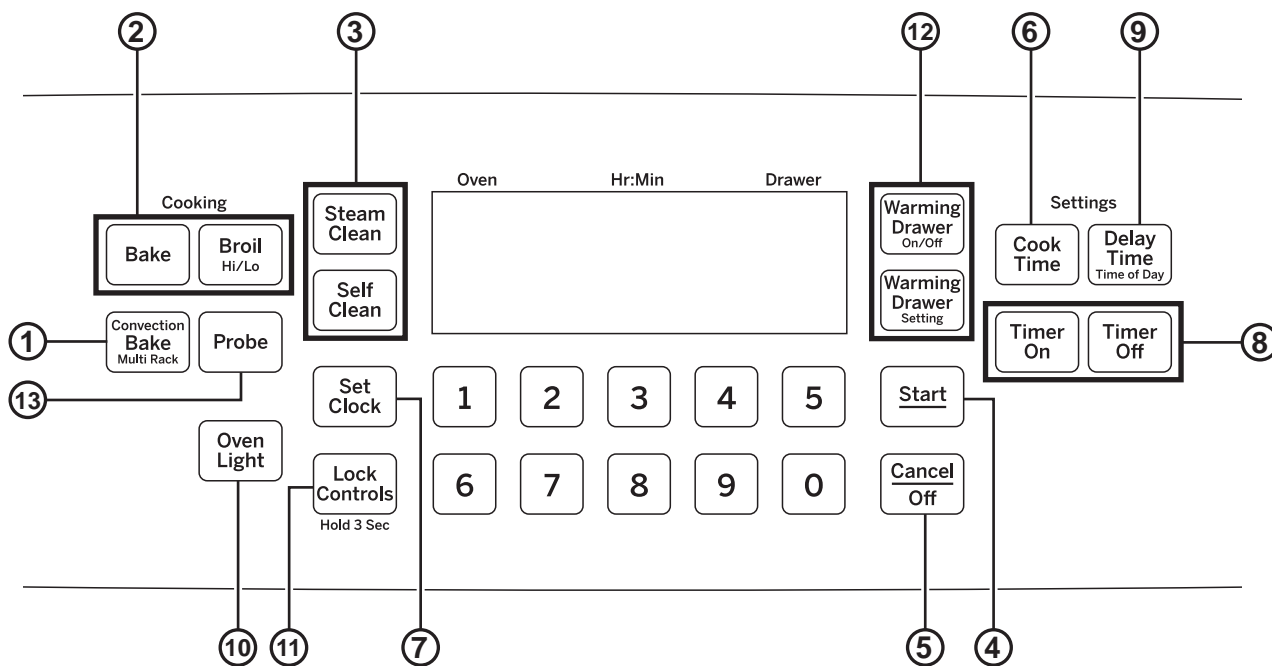 2
3
12
6
9
Oven
Hr:Min
Drawer
Cooking
Settings
Bake
Broil
Hi/Lo
Steam
Clean
Self
Clean
Warming
Drawer
On/Off
Warming
Drawer
Setting
Cook
Time
Delay
Time
Time of Day
1
Convection
Bake
Multi Rack
Probe
Timer
On
Timer
Off
8
13
Set
Clock
1
2
3
4
5
Start
Oven
Light
Lock
Controls
Hold 3 Sec
6
7
8
9
0
Cancel
Off
10
11
7
5
4